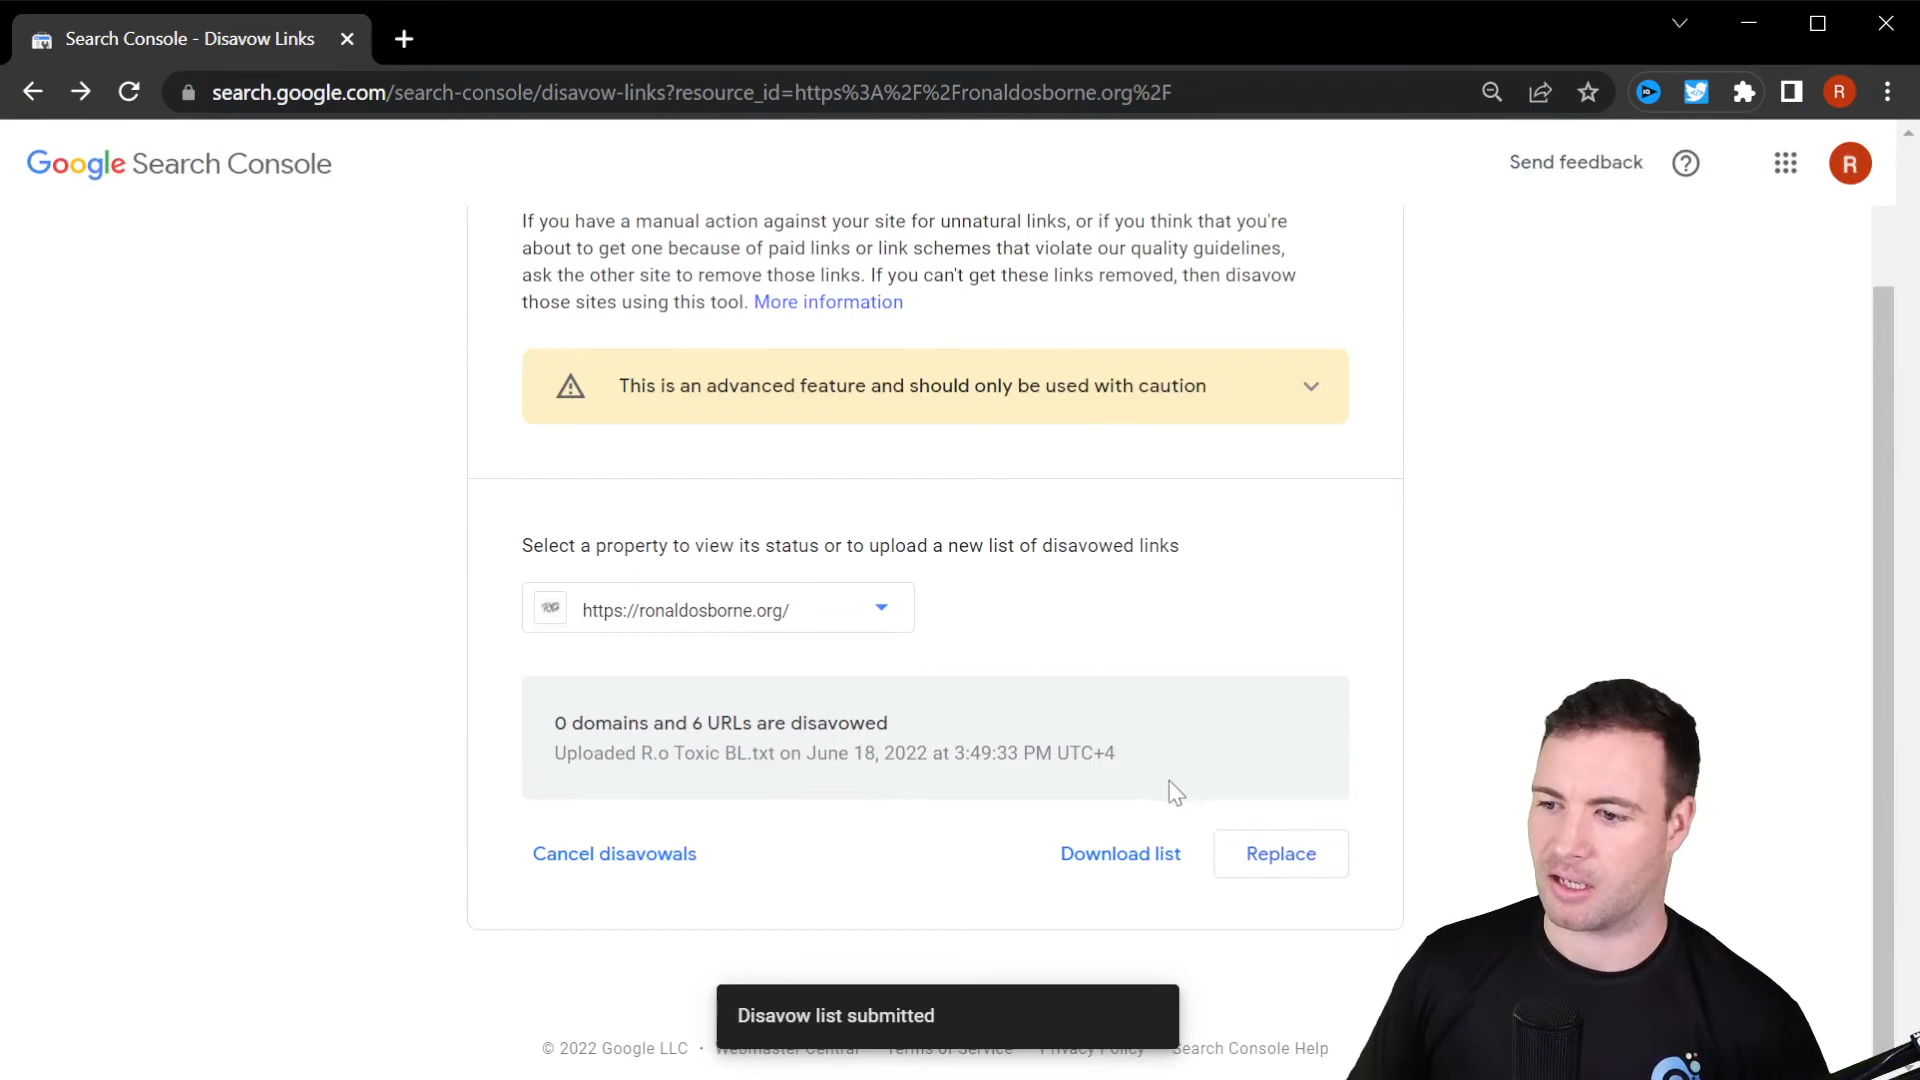 Search Console - Disavow Links
search.google.com/search-console/disavow-links?resource_id=https%3A%2F%2Fronaldosborne.org%2F
R
Google Search Console
Send feedback
R
If you have a manual action against your site for unnatural links, or if you think that you're
about to get one because of paid links or link schemes that violate our quality guidelines,
ask the other site to remove those links. If you can't get these links removed, then disavow
those sites using this tool. More information
This is an advanced feature and should only be used with caution
Select a property to view its status or to upload a new list of disavowed links
https://ronaldosborne.org/
0 domains and 6 URLs are disavowed
Uploaded R.o Toxic BL.txt on June 18, 2022 at 3:49:33 PM UTC+4
Cancel disavowals
Download list
Replace
Disavow list submitted
© 2022 Google LLC · Webmaster Central · Terms of Service · Privacy Policy · Search Console Help